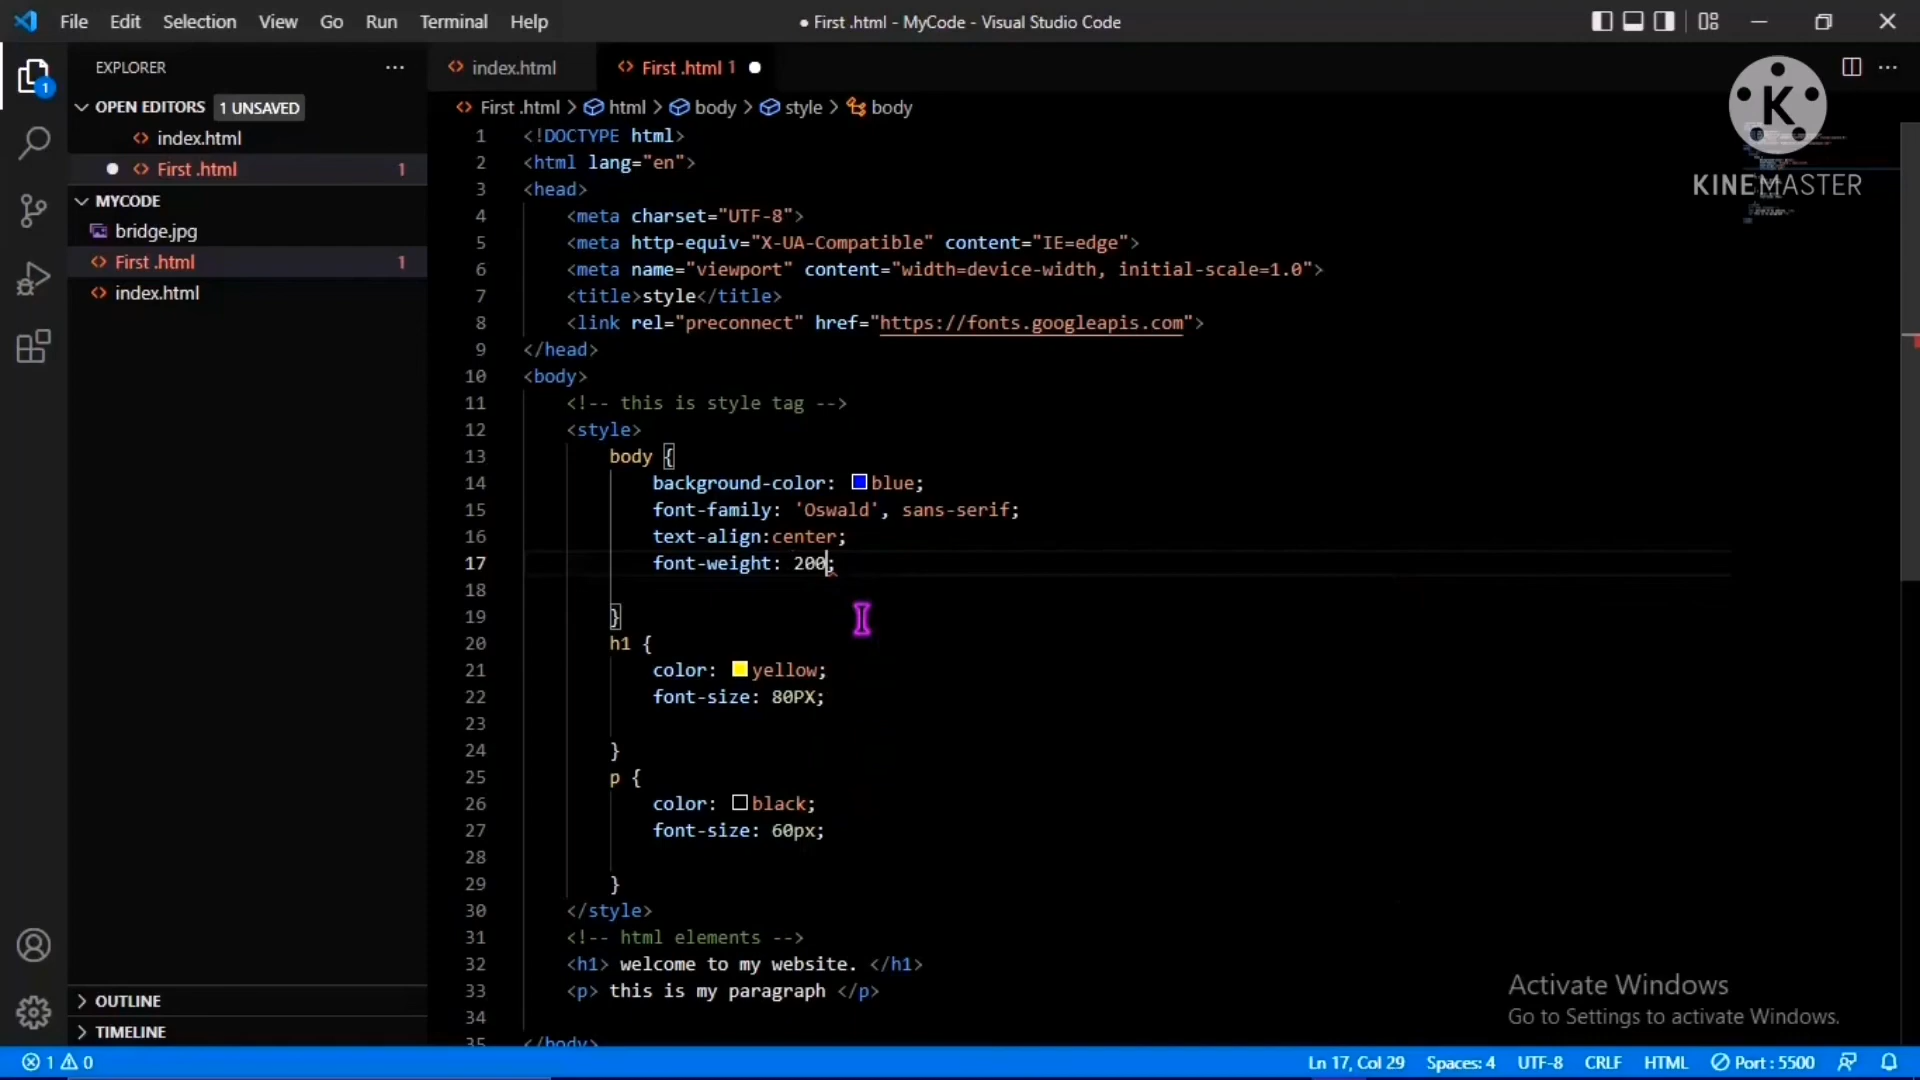 File Edit Selection View Go Run Terminal Help
● First .html - MyCode - Visual Studio Code
EXPLORER
index.html
First .html 1
OPEN EDITORS 1 UNSAVED
index.html
First .html 1
MYCODE
bridge.jpg
First .html 1
index.html
OUTLINE
TIMELINE
First .html > html > body > style > body
1 <!DOCTYPE html>
2 <html lang="en">
3 <head>
4 <meta charset="UTF-8">
5 <meta http-equiv="X-UA-Compatible" content="IE=edge">
6 <meta name="viewport" content="width=device-width, initial-scale=1.0">
7 <title>style</title>
8 <link rel="preconnect" href="https://fonts.googleapis.com">
9 </head>
10 <body>
11 <!-- this is style tag -->
12 <style>
13 body {
14 background-color: blue;
15 font-family: 'Oswald', sans-serif;
16 text-align:center;
17 font-weight: 200;
18
19 }
20 h1 {
21 color: yellow;
22 font-size: 80PX;
23
24 }
25 p {
26 color: black;
27 font-size: 60px;
28
29 }
30 </style>
31 <!-- html elements -->
32 <h1> welcome to my website. </h1>
33 <p> this is my paragraph </p>
34
35 </body>
K
KINEMASTER
Activate Windows
Go to Settings to activate Windows.
1 0
Ln 17, Col 29 Spaces: 4 UTF-8 CRLF HTML Port : 5500